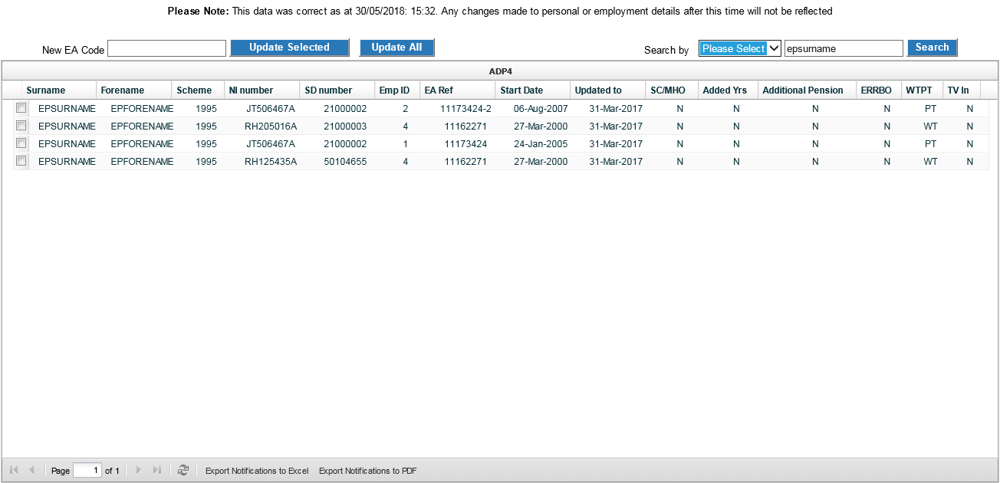 Please Note: This data was correct as at 30/05/2018: 15:32. Any changes made to personal or employment details after this time will not be reflected
New EA Code Update Selected Update All Search by Please Select epsurname Search
ADP4
Surname Forename Scheme NI number SD number Emp ID EA Ref Start Date Updated to SC/MHO Added Yrs Additional Pension ERRBO WTPT TV In
EPSURNAME EPFORENAME 1995 JT506467A 21000002 2 11173424-2 06-Aug-2007 31-Mar-2017 N N N N PT N
EPSURNAME EPFORENAME 1995 RH205016A 21000003 4 11162271 27-Mar-2000 31-Mar-2017 N N N N WT N
EPSURNAME EPFORENAME 1995 JT506467A 21000002 1 11173424 24-Jan-2005 31-Mar-2017 N N N N PT N
EPSURNAME EPFORENAME 1995 RH125435A 50104655 4 11162271 27-Mar-2000 31-Mar-2017 N N N N WT N
Page 1 of 1 Export Notifications to Excel Export Notifications to PDF